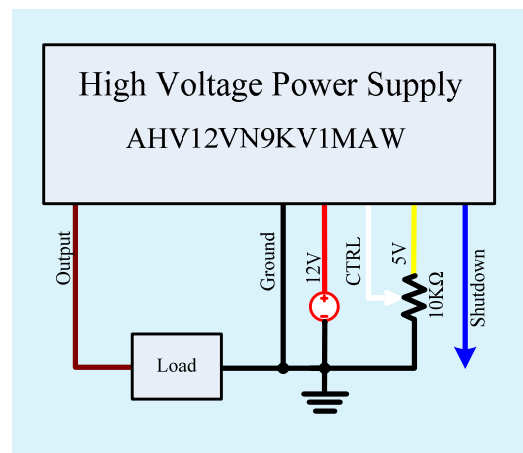 High Voltage Power Supply
AHV12VN9KV1MAW
Output
Ground
12V
CTRL
5V
10KΩ
Shutdown
Load